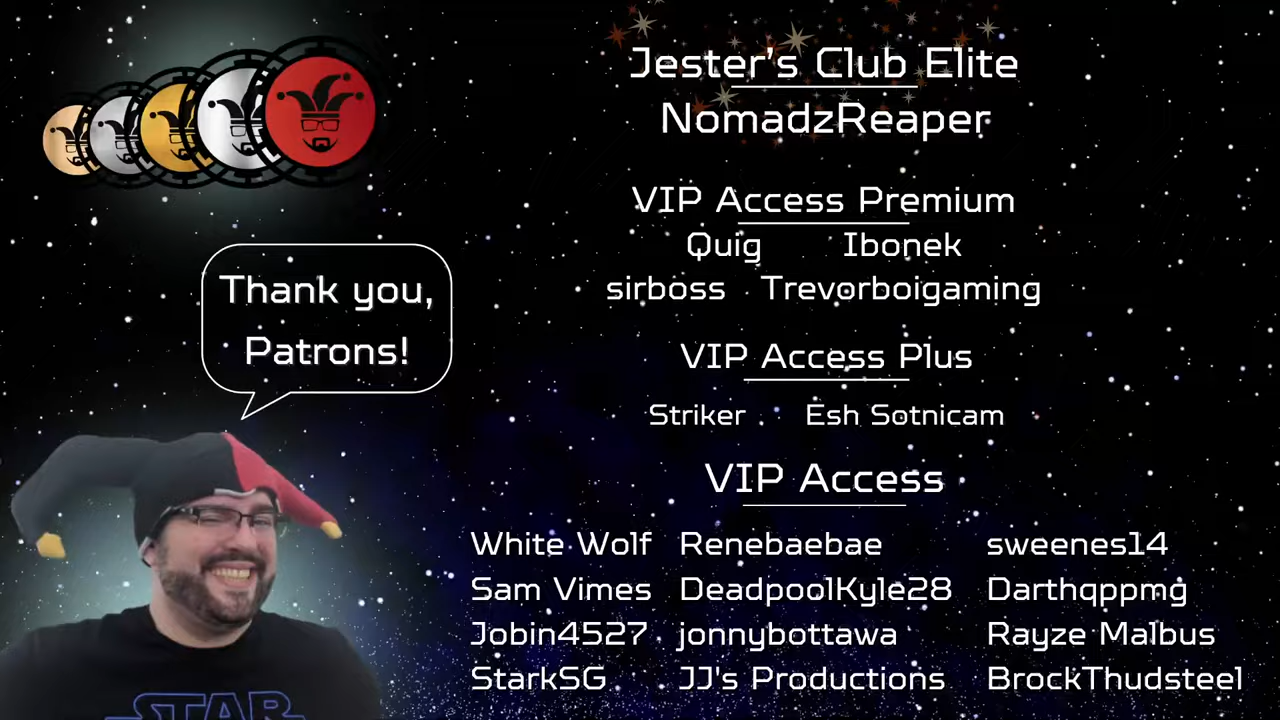 Jester's Club Elite
NomadzReaper
VIP Access Premium
Quig Ibonek
sirboss Trevorboigaming
VIP Access Plus
Striker Esh Sotnicam
VIP Access
White Wolf Renebaebae sweenes14
Sam Vimes DeadpoolKyle28 Darthqppmg
Jobin4527 jonnybottawa Rayze Malbus
StarkSG JJ's Productions BrockThudsteel
Thank you,
Patrons!
STAR